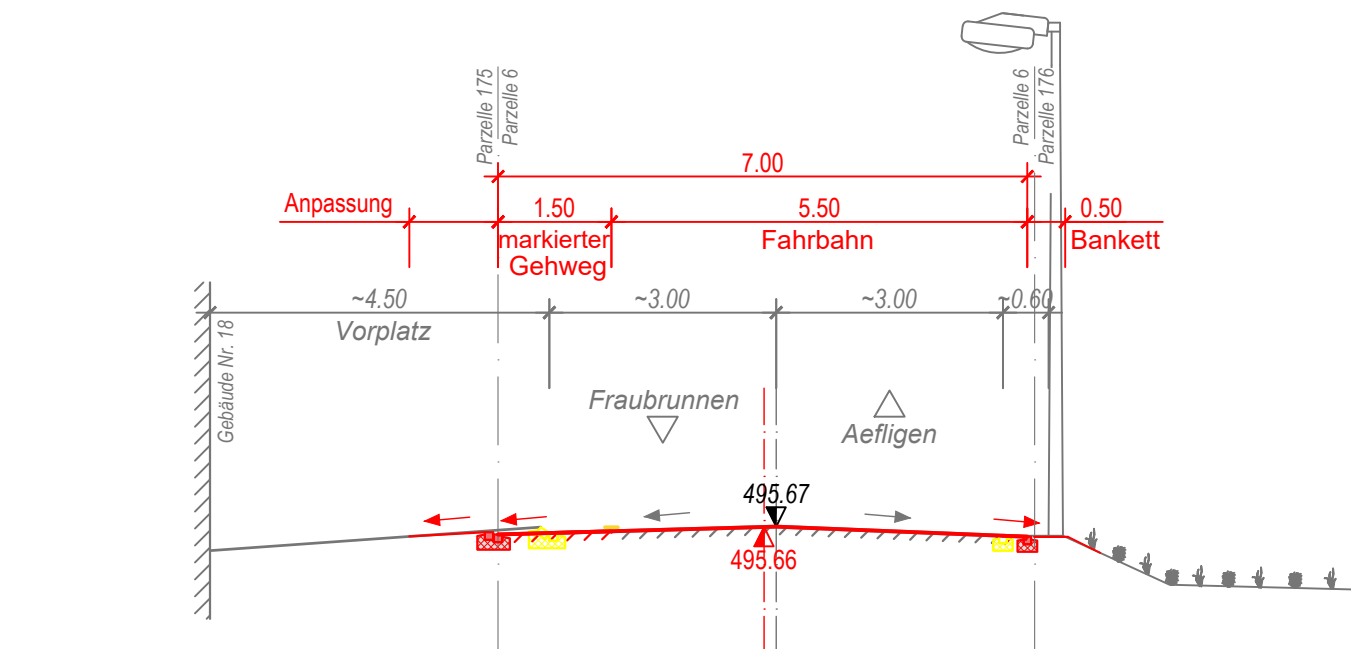 Parzelle 175
Parzelle 6
Parzelle 6
Parzelle 176
7.00
Anpassung
1.50
5.50
0.50
markierter
Gehweg
Fahrbahn
Bankett
~4.50
~3.00
~3.00
~0.60
Vorplatz
Gebäude Nr. 18
Fraubrunnen
Aefligen
495.67
495.66